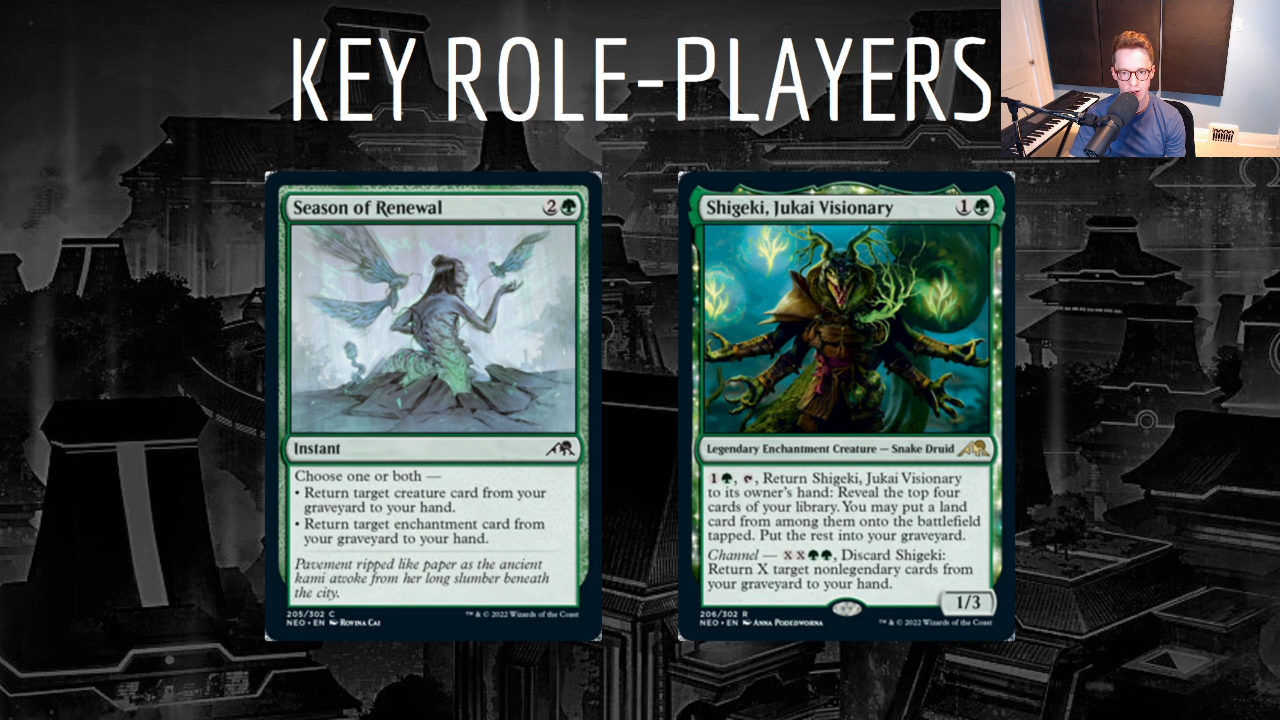 KEY ROLE-PLAYERS
Season of Renewal 2
Instant
Choose one or both —
• Return target creature card from your
graveyard to your hand.
• Return target enchantment card from
your graveyard to your hand.
Pavement ripped like paper as the ancient
kami awoke from her long slumber beneath
the city.
205/302 C
NEO • EN Rovina Cai
™ & © 2022 Wizards of the Coast
Shigeki, Jukai Visionary 1
Legendary Enchantment Creature — Snake Druid
1 , , Return Shigeki, Jukai Visionary
to its owner's hand: Reveal the top four
cards of your library. You may put a land
card from among them onto the battlefield
tapped. Put the rest into your graveyard.
Channel — X X , Discard Shigeki:
Return X target nonlegendary cards from
your graveyard to your hand.
1/3
206/302 R
NEO • EN Anna Podedworna
™ & © 2022 Wizards of the Coast